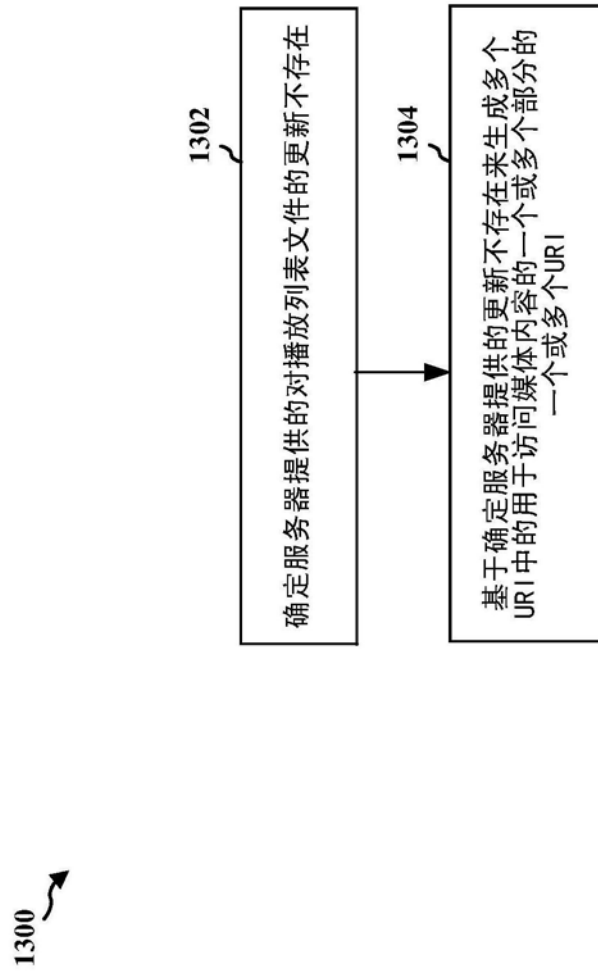 1300
1302
确定服务器提供的对播放列表文件的更新不存在
1304
基于确定服务器提供的更新不存在来生成多个
URI中的用于访问媒体内容的一个或多个部分的
一个或多个URI